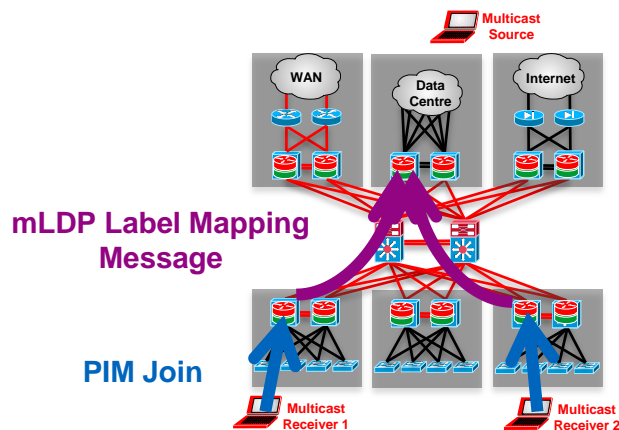 Multicast
Source
WAN
Data
Centre
Internet
mLDP Label Mapping
Message
PIM Join
Multicast
Receiver 1
Multicast
Receiver 2